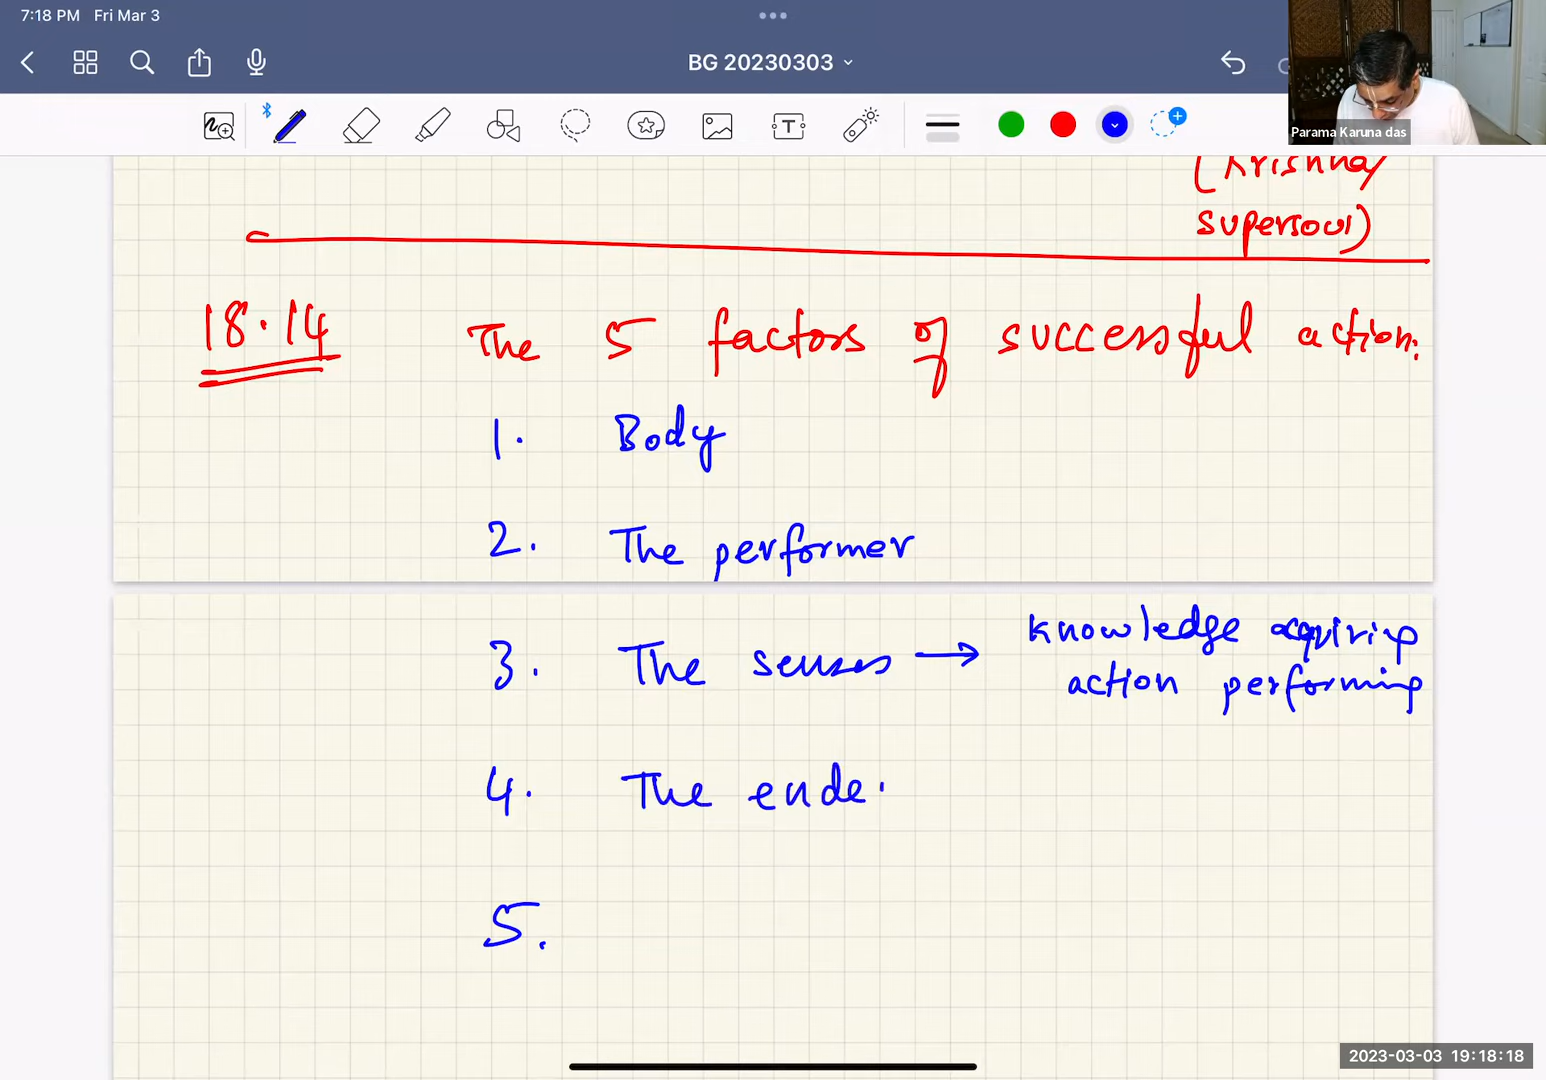 7:18 PM Fri Mar 3
BG 20230303
T
Parama Karuna das
(Krishna/
supersoul)
18.14 The 5 factors of successful action.
1. Body
2. The performer
3. The senses → knowledge acquiring
action performing
4. The ende
5.
2023-03-03 19:18:18